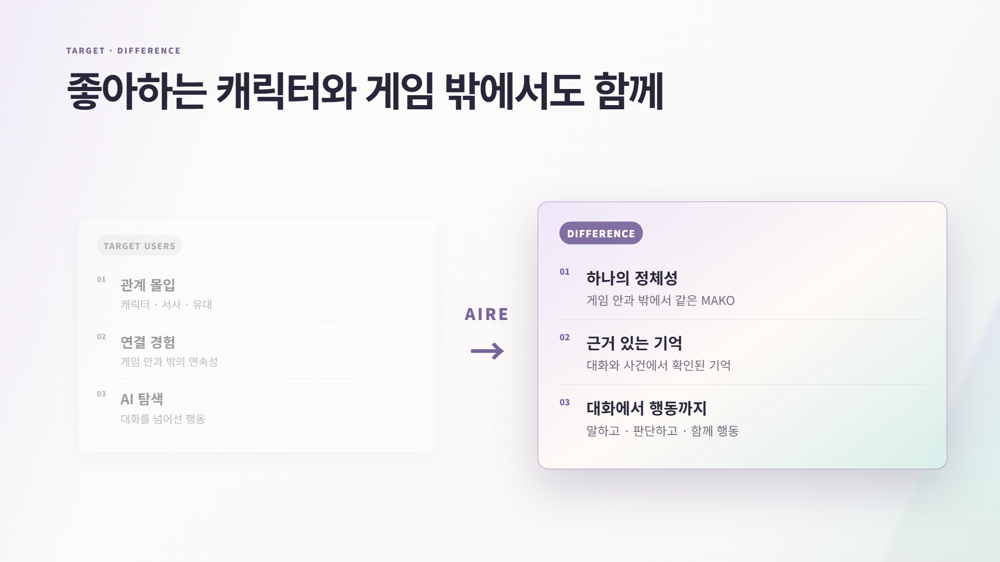 TARGET · DIFFERENCE
좋아하는 캐릭터와 게임 밖에서도 함께
TARGET USERS
01
관계 몰입
캐릭터 · 서사 · 유대
02
연결 경험
게임 안과 밖의 연속성
03
AI 탐색
대화를 넘어선 행동
AIRE
→
DIFFERENCE
01
하나의 정체성
게임 안과 밖에서 같은 MAKO
02
근거 있는 기억
대화와 사건에서 확인된 기억
03
대화에서 행동까지
말하고 · 판단하고 · 함께 행동